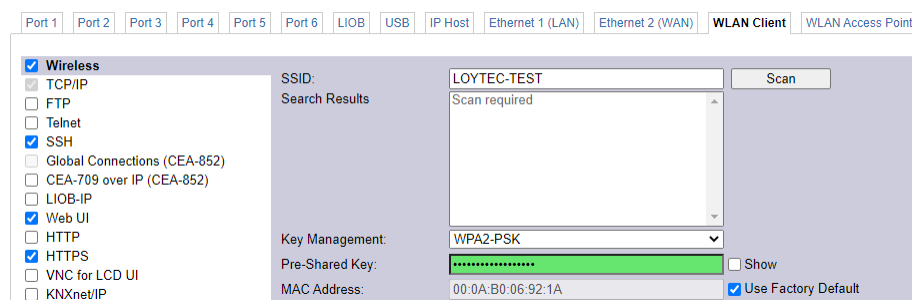 Port 1 Port 2 Port 3 Port 4 Port 5 Port 6 LIOB USB IP Host Ethernet 1 (LAN) Ethernet 2 (WAN) WLAN Client WLAN Access Point
Wireless
TCP/IP
FTP
Telnet
SSH
Global Connections (CEA-852)
CEA-709 over IP (CEA-852)
LIOB-IP
Web UI
HTTP
HTTPS
VNC for LCD UI
KNXnet/IP
SSID: LOYTEC-TEST Scan
Search Results Scan required
Key Management: WPA2-PSK
Pre-Shared Key: •••••••••••••••••• Show
MAC Address: 00:0A:B0:06:92:1A Use Factory Default